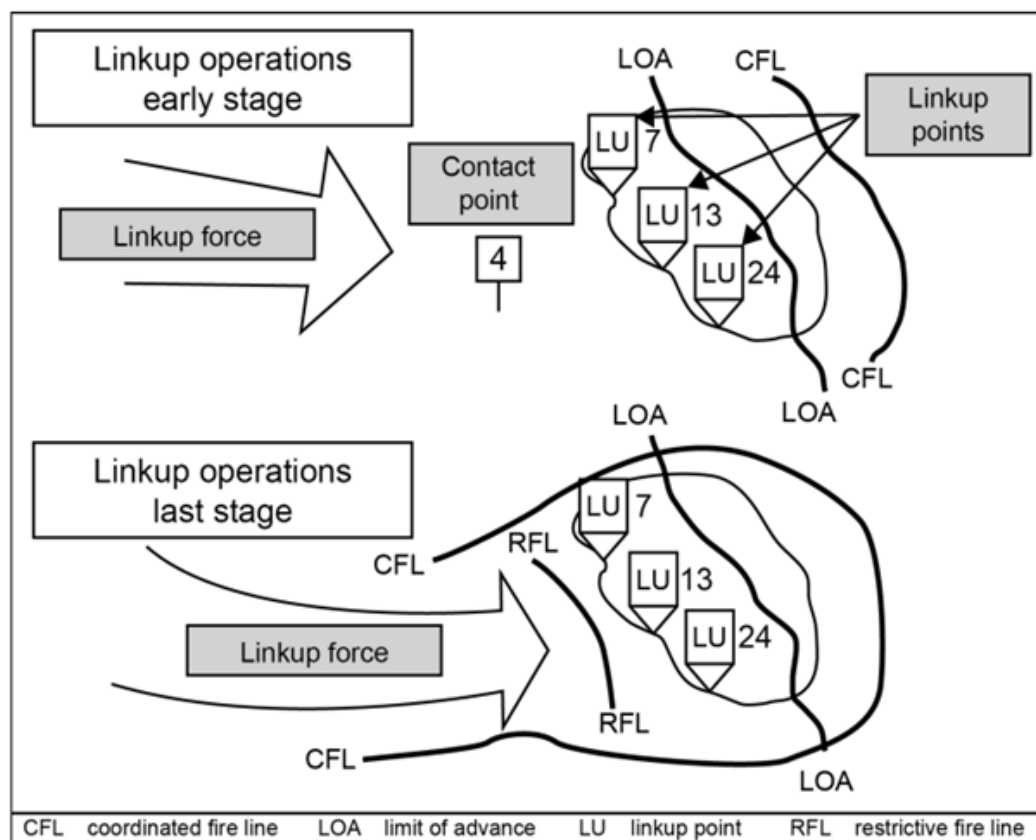 Linkup operations
early stage
LOA
CFL
Linkup
points
Contact
point
LU 7
Linkup force
LU 13
4
LU 24
CFL
LOA
Linkup operations
last stage
LOA
LU 7
RFL
CFL
LU 13
LU 24
Linkup force
RFL
CFL
LOA
CFL coordinated fire line LOA limit of advance LU linkup point RFL restrictive fire line